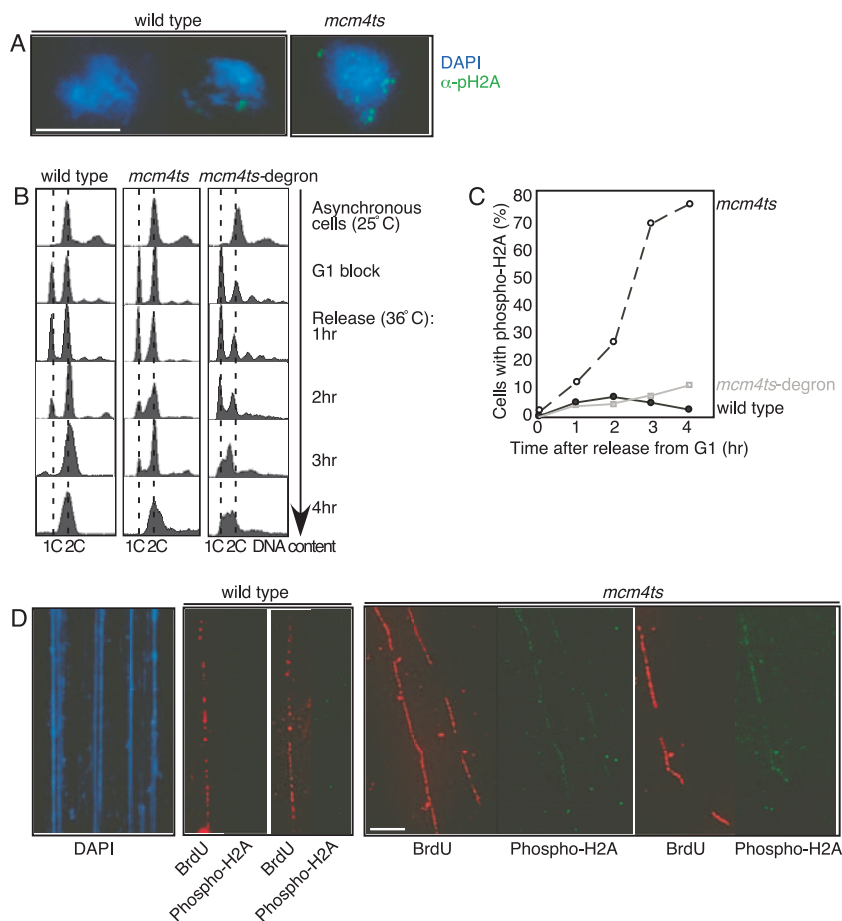 A
wild type
mcm4ts
DAPI
α-pH2A
B
wild type
mcm4ts
mcm4ts-degron
Asynchronous
cells (25°C)
G1 block
Release (36°C):
1hr
2hr
3hr
4hr
1C 2C
1C 2C
1C 2C DNA content
C
Cells with phospho-H2A (%)
80
70
60
50
40
30
20
10
0
mcm4ts
mcm4ts-degron
wild type
0 1 2 3 4
Time after release from G1 (hr)
D
wild type
mcm4ts
DAPI
BrdU
Phospho-H2A
BrdU
Phospho-H2A
BrdU
Phospho-H2A
BrdU
Phospho-H2A